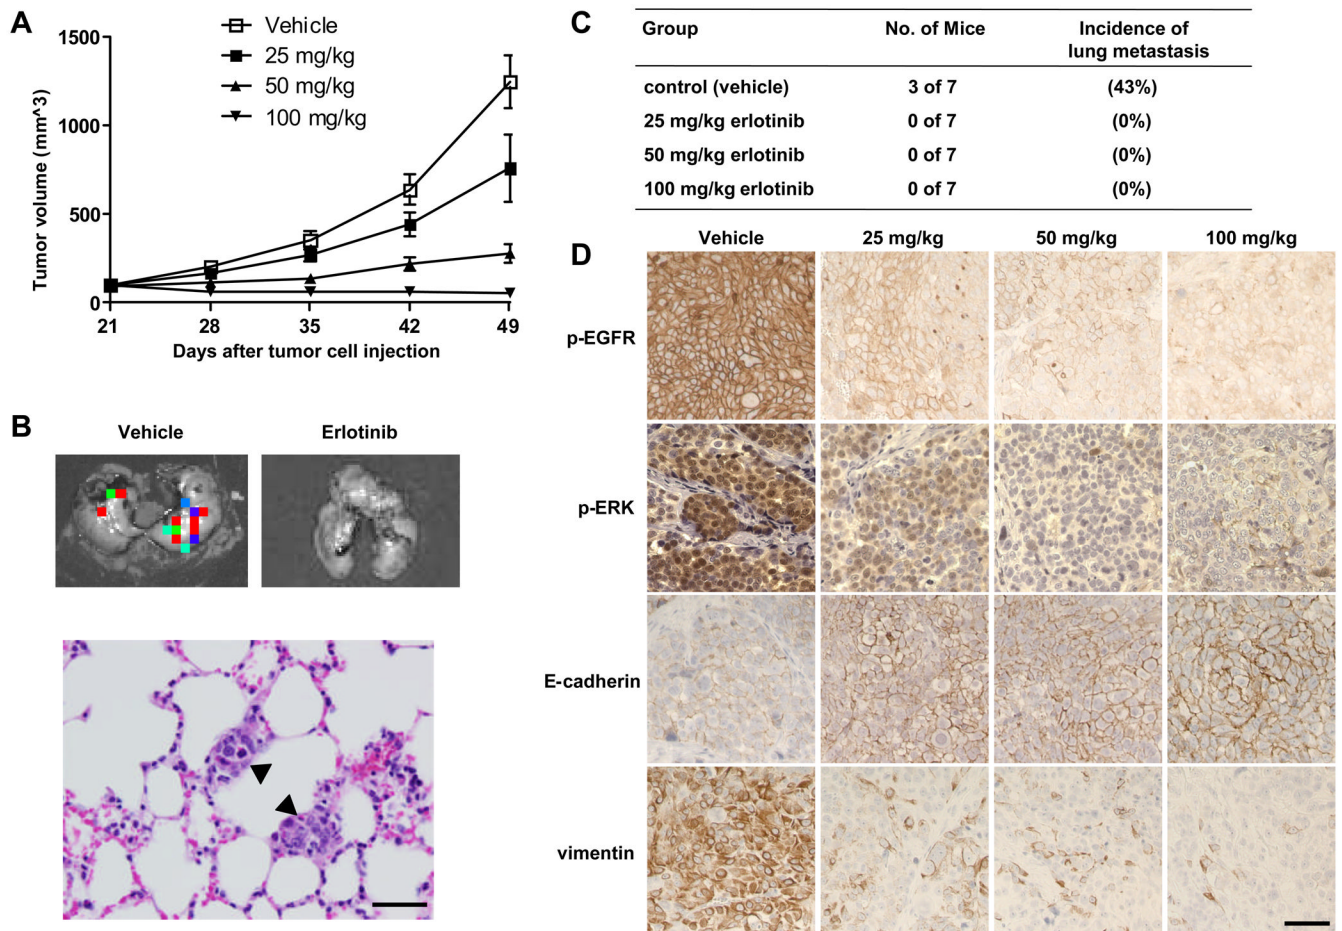 A
Vehicle
25 mg/kg
50 mg/kg
100 mg/kg
1500
1000
500
0
Tumor volume (mm^3)
21 28 35 42 49
Days after tumor cell injection
B
Vehicle Erlotinib
C
Group No. of Mice Incidence of
lung metastasis
control (vehicle) 3 of 7 (43%)
25 mg/kg erlotinib 0 of 7 (0%)
50 mg/kg erlotinib 0 of 7 (0%)
100 mg/kg erlotinib 0 of 7 (0%)
D
Vehicle 25 mg/kg 50 mg/kg 100 mg/kg
p-EGFR
p-ERK
E-cadherin
vimentin